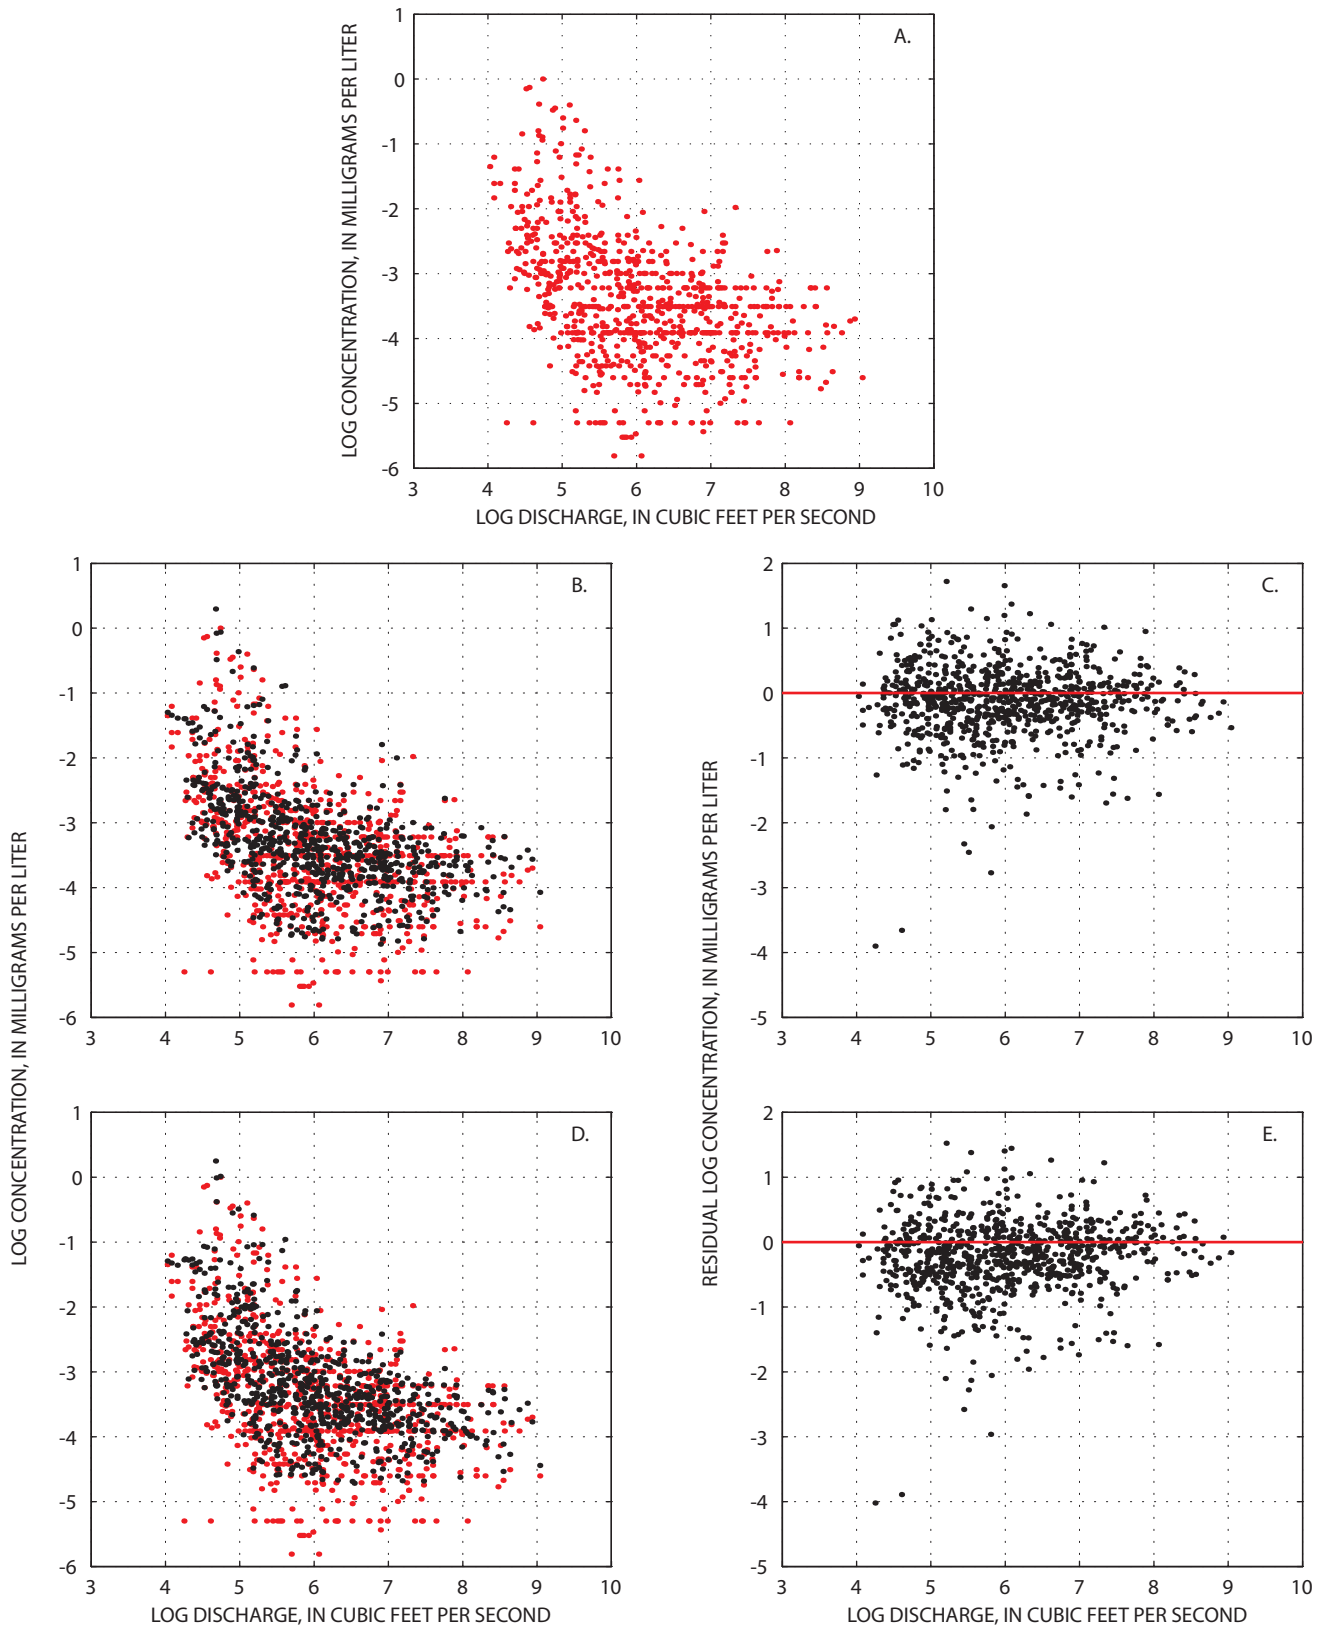 A.
1
0
-1
-2
-3
-4
-5
-6
3 4 5 6 7 8 9 10
LOG CONCENTRATION, IN MILLIGRAMS PER LITER
LOG DISCHARGE, IN CUBIC FEET PER SECOND
B.
1
0
-1
-2
-3
-4
-5
-6
3 4 5 6 7 8 9 10
C.
2
1
0
-1
-2
-3
-4
-5
3 4 5 6 7 8 9 10
LOG CONCENTRATION, IN MILLIGRAMS PER LITER
RESIDUAL LOG CONCENTRATION, IN MILLIGRAMS PER LITER
D.
1
0
-1
-2
-3
-4
-5
-6
3 4 5 6 7 8 9 10
LOG DISCHARGE, IN CUBIC FEET PER SECOND
E.
2
1
0
-1
-2
-3
-4
-5
3 4 5 6 7 8 9 10
LOG DISCHARGE, IN CUBIC FEET PER SECOND